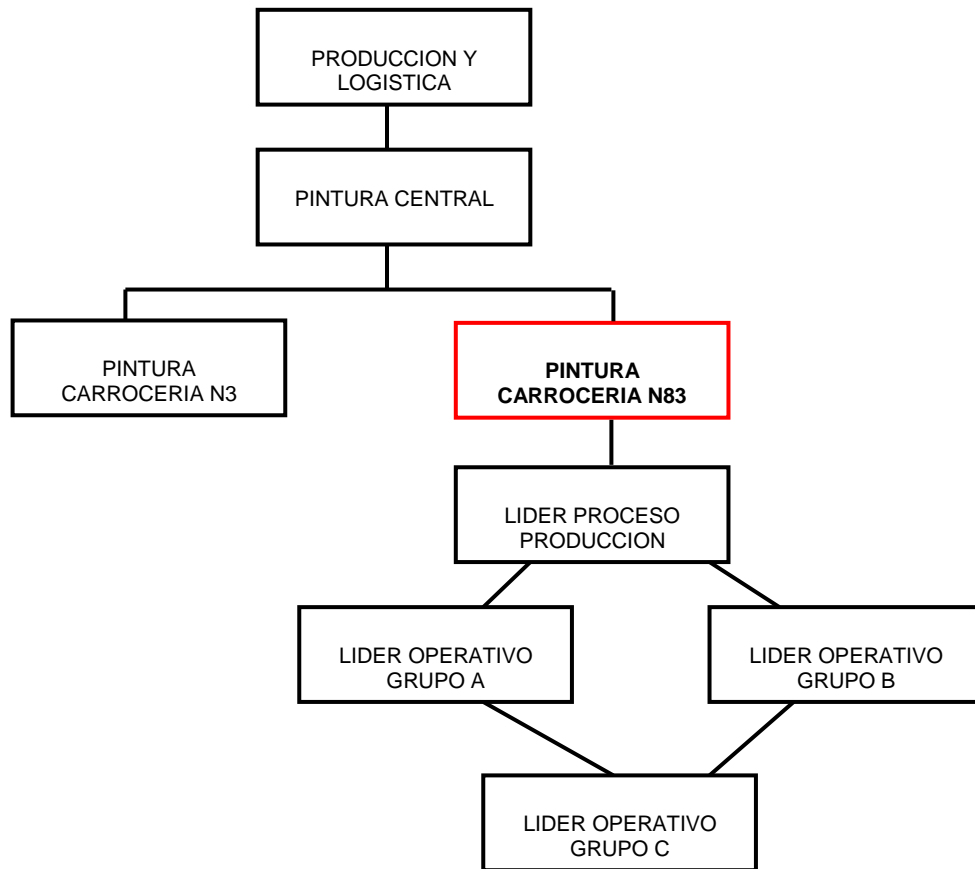 PRODUCCION Y
LOGISTICA
PINTURA CENTRAL
PINTURA
CARROCERIA N3
PINTURA
CARROCERIA N83
LIDER PROCESO
PRODUCCION
LIDER OPERATIVO
GRUPO A
LIDER OPERATIVO
GRUPO B
LIDER OPERATIVO
GRUPO C